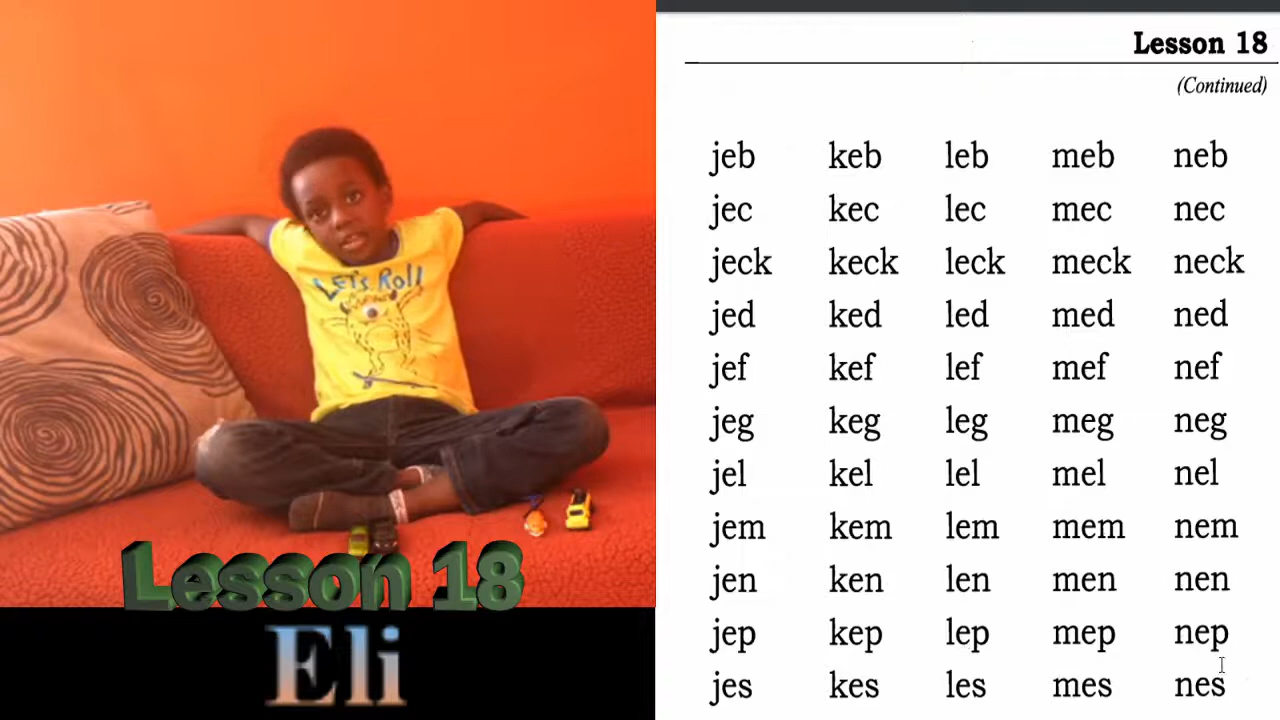 LET'S Roll
Lesson 18
Eli
Lesson 18
(Continued)
jeb keb leb meb neb
jec kec lec mec nec
jeck keck leck meck neck
jed ked led med ned
jef kef lef mef nef
jeg keg leg meg neg
jel kel lel mel nel
jem kem lem mem nem
jen ken len men nen
jep kep lep mep nep
jes kes les mes nes